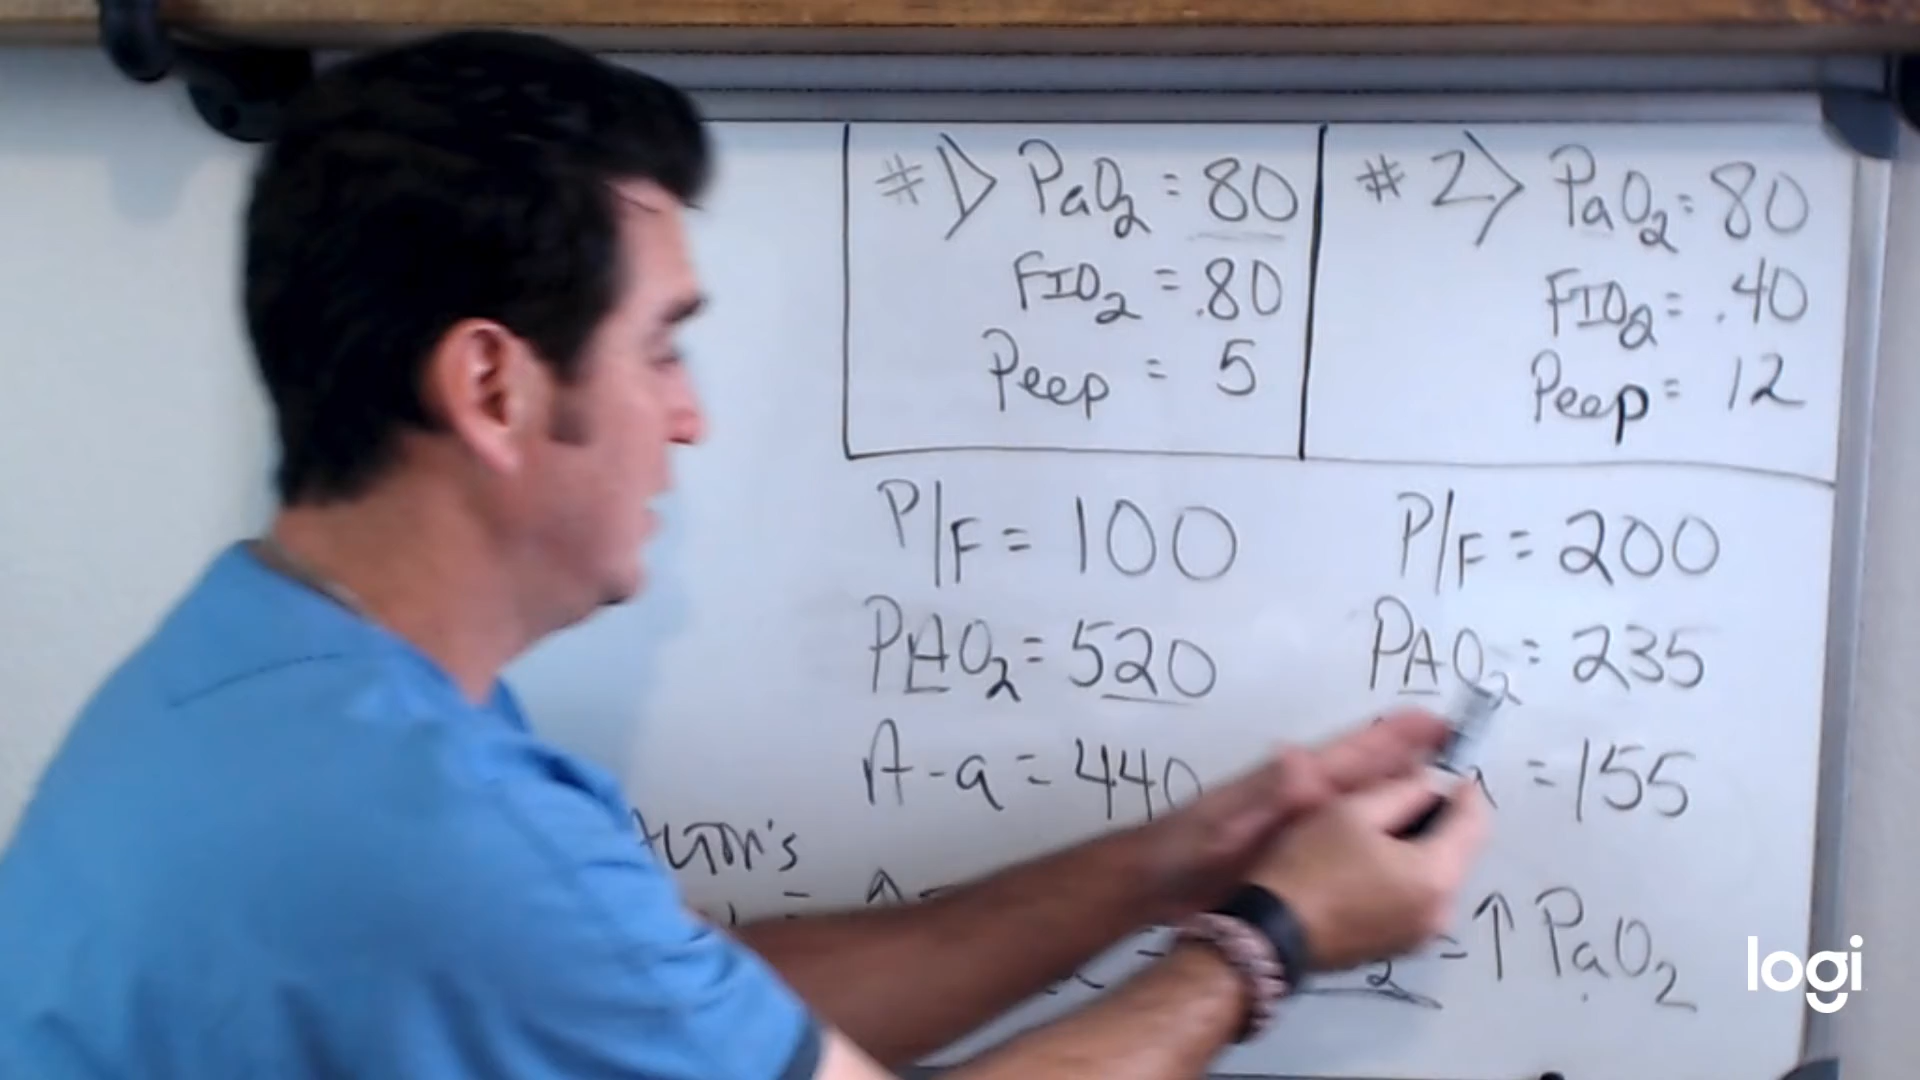 #1> PaO2 = 80
FIO2 = .80
Peep = 5
#2> PaO2 = 80
FIO2 = .40
Peep = 12
P/F = 100
PAO2 = 520
A-a = 440
P/F = 200
PAO2 = 235
a = 155
= ↑ PaO2
logi